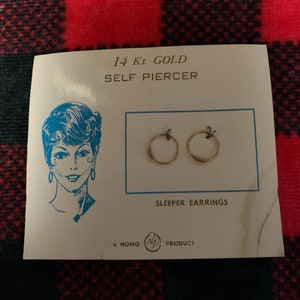 14 Kt. GOLD
SELF PIERCER
SLEEPER EARRINGS
A NOMO PRODUCT